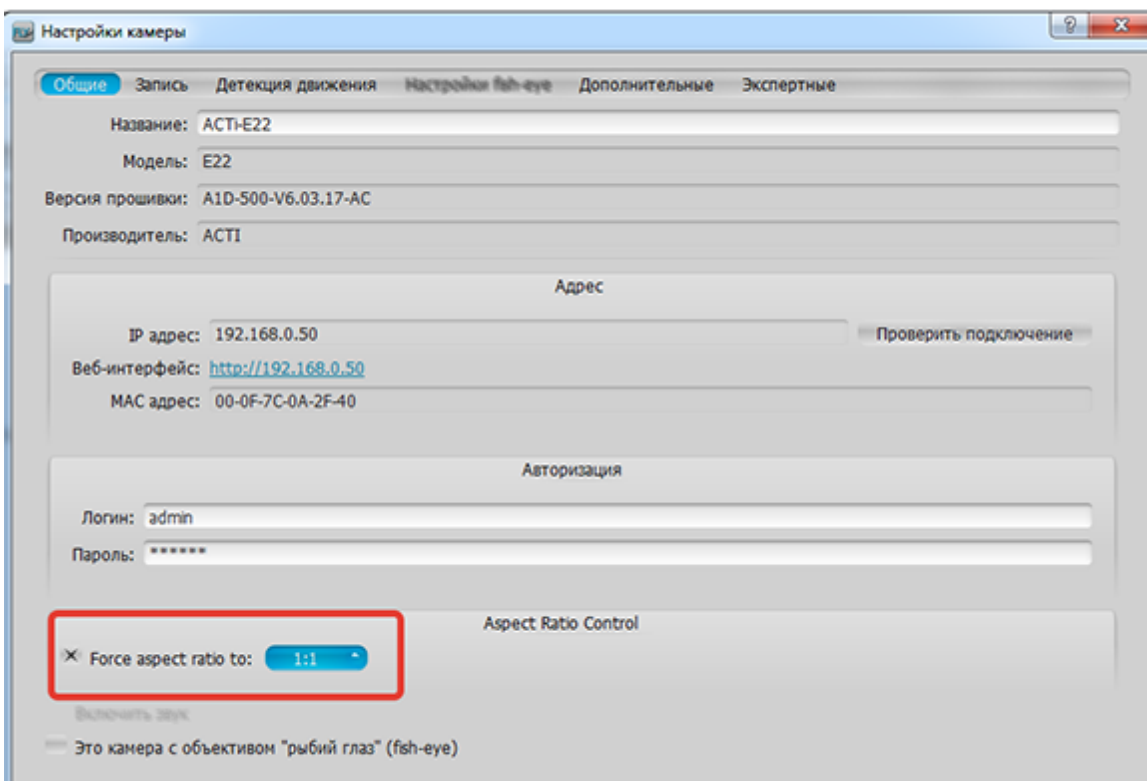 Настройки камеры
Общие Запись Детекция движения Настройки fish-eye Дополнительные Экспертные
Название: ACTi-E22
Модель: E22
Версия прошивки: A1D-500-V6.03.17-AC
Производитель: ACTI
Адрес
IP адрес: 192.168.0.50 Проверить подключение
Веб-интерфейс: http://192.168.0.50
MAC адрес: 00-0F-7C-0A-2F-40
Авторизация
Логин: admin
Пароль: ******
Aspect Ratio Control
Force aspect ratio to: 1:1
Включить звук
Это камера с объективом "рыбий глаз" (fish-eye)